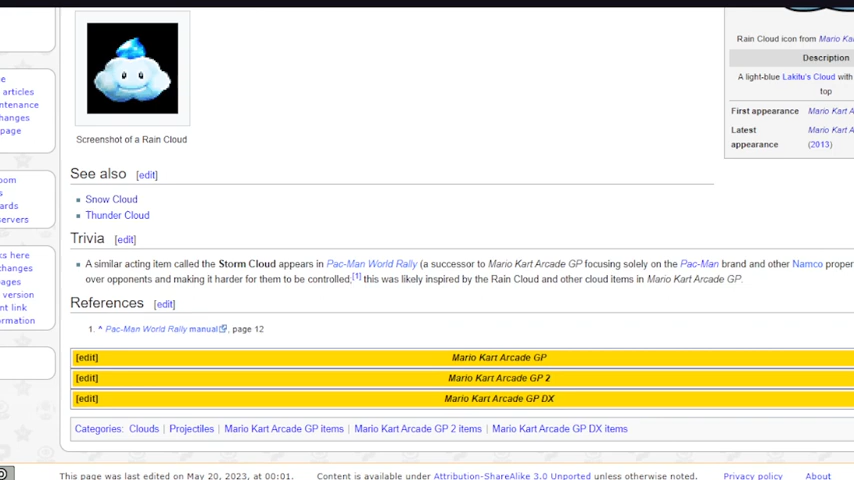 Rain Cloud icon from Mario Ka
Description
A light-blue Lakitu's Cloud with
top
First appearance Mario Kart A
Latest appearance Mario Kart A
(2013)
articles
changes
page
servers
ks here
changes
pages
version
nt link
ormation
Screenshot of a Rain Cloud
See also [edit]
Snow Cloud
Thunder Cloud
Trivia [edit]
A similar acting item called the Storm Cloud appears in Pac-Man World Rally (a successor to Mario Kart Arcade GP focusing solely on the Pac-Man brand and other Namco proper
over opponents and making it harder for them to be controlled;[1] this was likely inspired by the Rain Cloud and other cloud items in Mario Kart Arcade GP.
References [edit]
1. ^ Pac-Man World Rally manual, page 12
[edit] Mario Kart Arcade GP
[edit] Mario Kart Arcade GP 2
[edit] Mario Kart Arcade GP DX
Categories: Clouds | Projectiles | Mario Kart Arcade GP items | Mario Kart Arcade GP 2 items | Mario Kart Arcade GP DX items
This page was last edited on May 20, 2023, at 00:01. Content is available under Attribution-ShareAlike 3.0 Unported unless otherwise noted. Privacy policy About